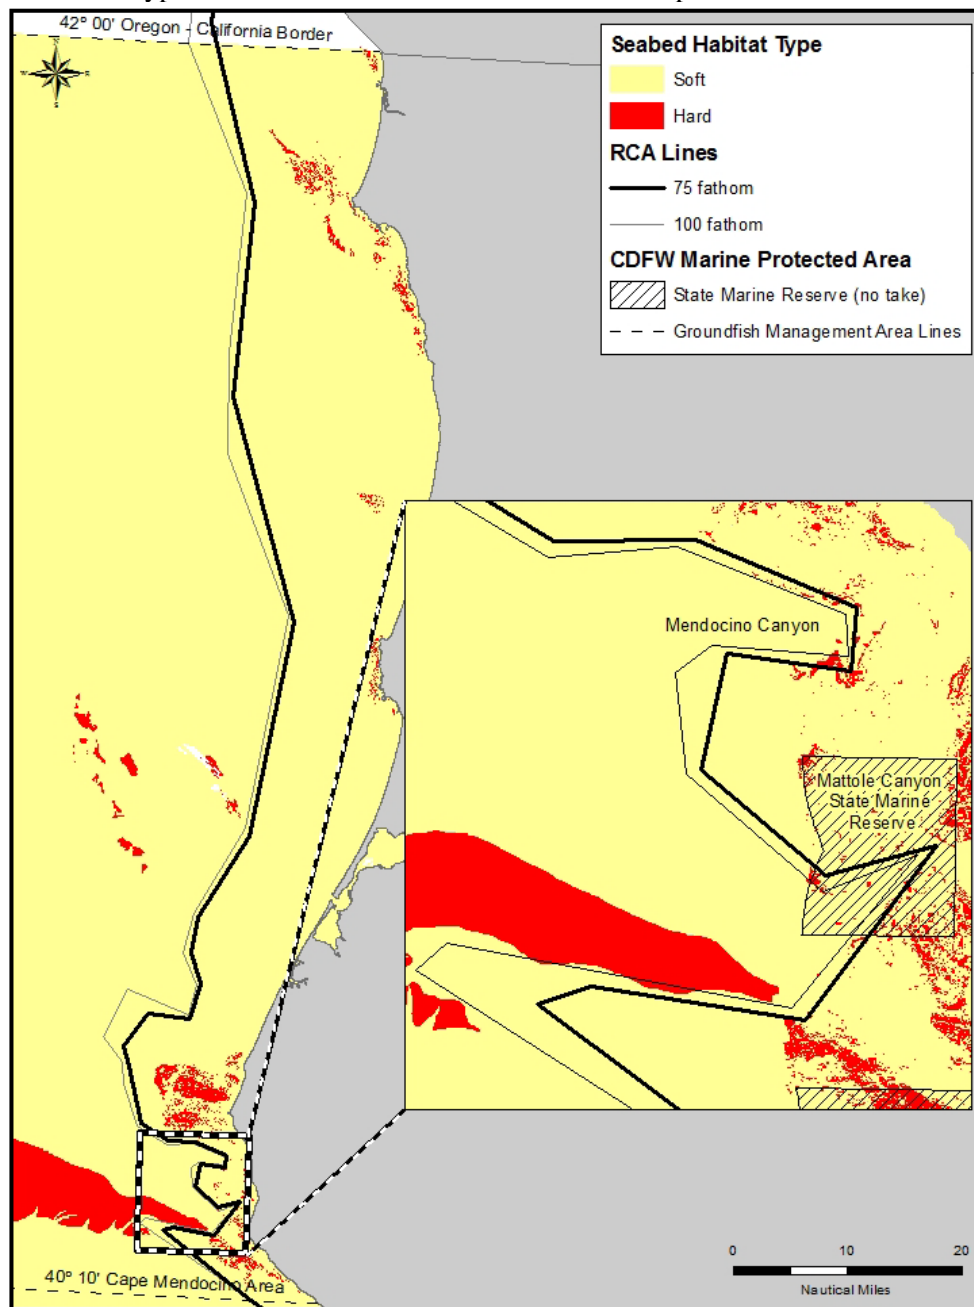 42° 00' Oregon - California Border
N
W
E
S
Seabed Habitat Type
Soft
Hard
RCA Lines
75 fathom
100 fathom
CDFW Marine Protected Area
State Marine Reserve (no take)
Groundfish Management Area Lines
Mendocino Canyon
Mattole Canyon
State Marine
Reserve
40° 10' Cape Mendocino Area
0 10 20
Nautical Miles